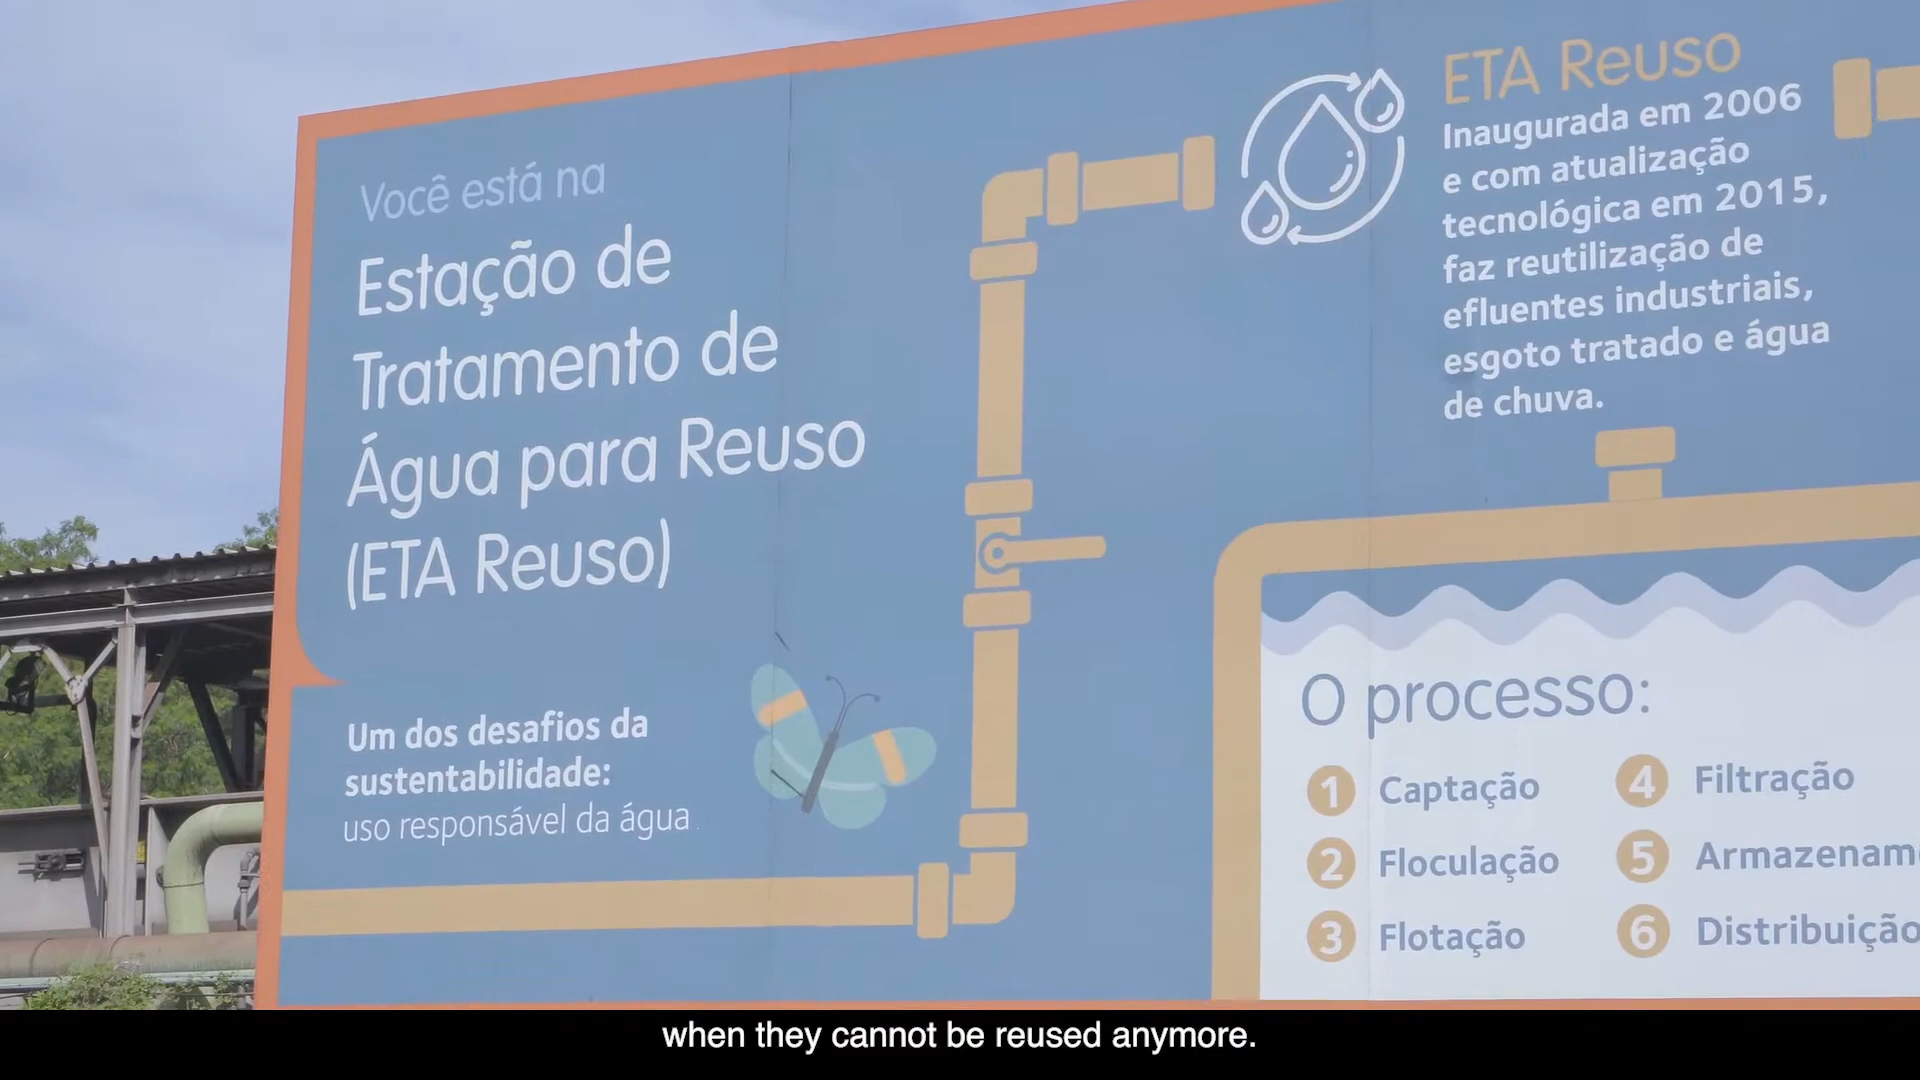 Você está na
Estação de
Tratamento de
Água para Reuso
(ETA Reuso)
Um dos desafios da
sustentabilidade:
uso responsável da água.
ETA Reuso
Inaugurada em 2006
e com atualização
tecnológica em 2015,
faz reutilização de
efluentes industriais,
esgoto tratado e água
de chuva.
O processo:
1 Captação
2 Floculação
3 Flotação
4 Filtração
5 Armazenam
6 Distribuição
when they cannot be reused anymore.